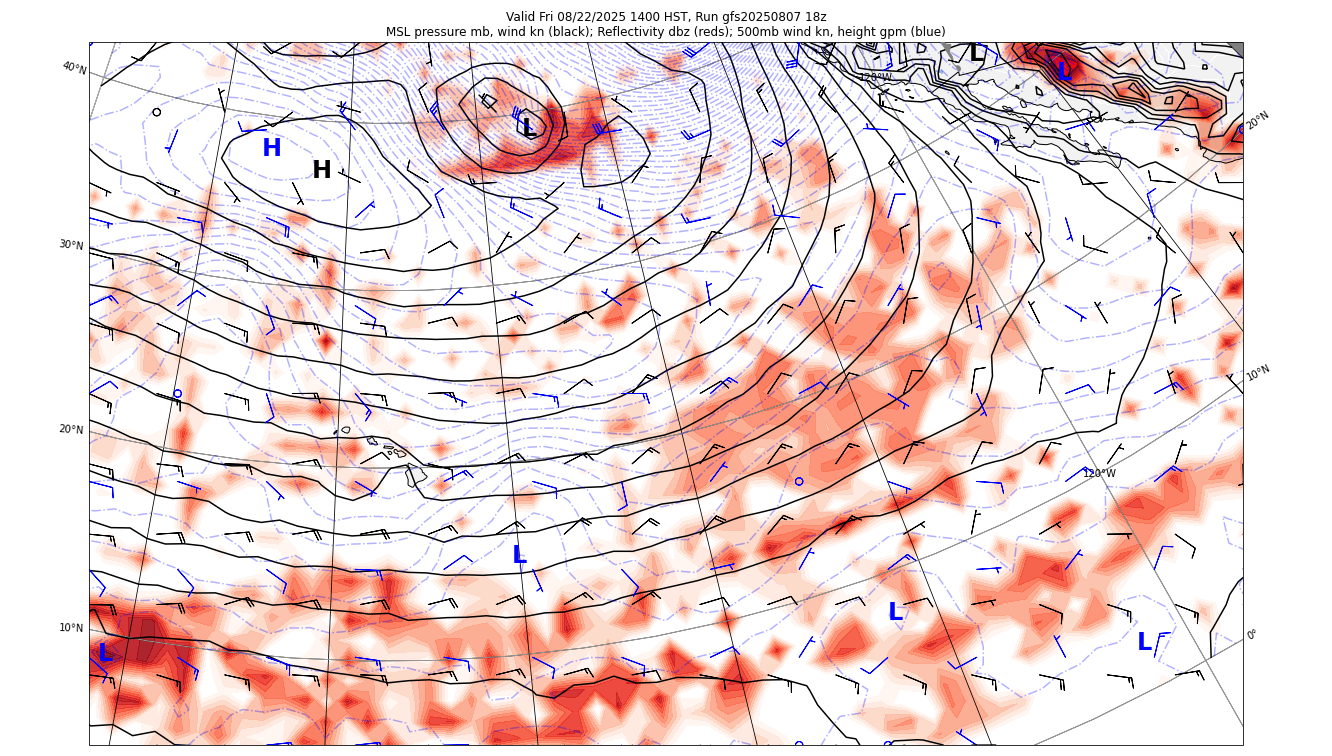 Valid Fri 08/22/2025 1400 HST, Run gfs20250807 18z
MSL pressure mb, wind kn (black); Reflectivity dbz (reds); 500mb wind kn, height gpm (blue)
L
40°N
L
120°W
L
20°N
H
H
30°N
10°N
20°N
120°W
L
L
10°N
L
0°
L